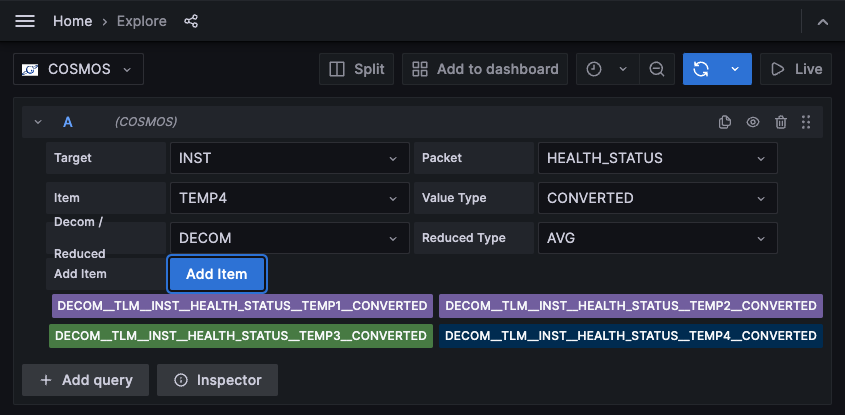 Home › Explore
COSMOS Split Add to dashboard Live
A (COSMOS)
Target INST Packet HEALTH_STATUS
Item TEMP4 Value Type CONVERTED
Decom /
Reduced DECOM Reduced Type AVG
Add Item Add Item
DECOM__TLM__INST__HEALTH_STATUS__TEMP1__CONVERTED DECOM__TLM__INST__HEALTH_STATUS__TEMP2__CONVERTED
DECOM__TLM__INST__HEALTH_STATUS__TEMP3__CONVERTED DECOM__TLM__INST__HEALTH_STATUS__TEMP4__CONVERTED
+ Add query Inspector